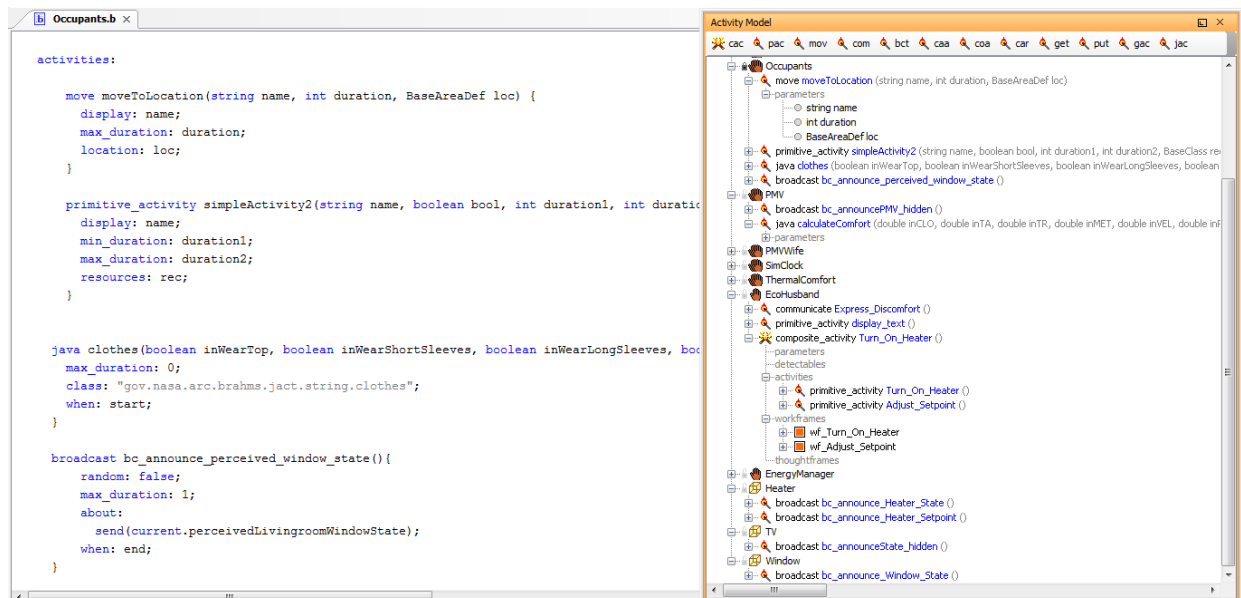 Occupants.b ×
activities:
move moveToLocation(string name, int duration, BaseAreaDef loc) {
display: name;
max_duration: duration;
location: loc;
}
primitive_activity simpleActivity2(string name, boolean bool, int duration1, int duratio
display: name;
min_duration: duration1;
max_duration: duration2;
resources: rec;
}
java clothes(boolean inWearTop, boolean inWearShortSleeves, boolean inWearLongSleeves, boo
max_duration: 0;
class: "gov.nasa.arc.brahms.jact.string.clothes";
when: start;
}
broadcast bc_announce_perceived_window_state(){
random: false;
max_duration: 1;
about:
send(current.perceivedLivingroomWindowState);
when: end;
}
Activity Model
cac pac mov com bct caa coa car get put gac jac
Occupants
move moveToLocation (string name, int duration, BaseAreaDef loc)
parameters
string name
int duration
BaseAreaDef loc
primitive_activity simpleActivity2 (string name, boolean bool, int duration1, int duration2, BaseClass re
java clothes (boolean inWearTop, boolean inWearShortSleeves, boolean inWearLongSleeves, boolean
broadcast bc_announce_perceived_window_state ()
PMV
broadcast bc_announcePMV_hidden ()
java calculateComfort (double inCLO, double inTA, double inTR, double inMET, double inVEL, double inF
parameters
PMVWife
SimClock
ThermalComfort
EcoHusband
communicate Express_Discomfort ()
primitive_activity display_text ()
composite_activity Turn_On_Heater ()
parameters
detectables
activities
primitive_activity Turn_On_Heater ()
primitive_activity Adjust_Setpoint ()
workframes
wf_Turn_On_Heater
wf_Adjust_Setpoint
thoughtframes
EnergyManager
Heater
broadcast bc_announce_Heater_State ()
broadcast bc_announce_Heater_Setpoint ()
TV
broadcast bc_announceState_hidden ()
Window
broadcast bc_announce_Window_State ()